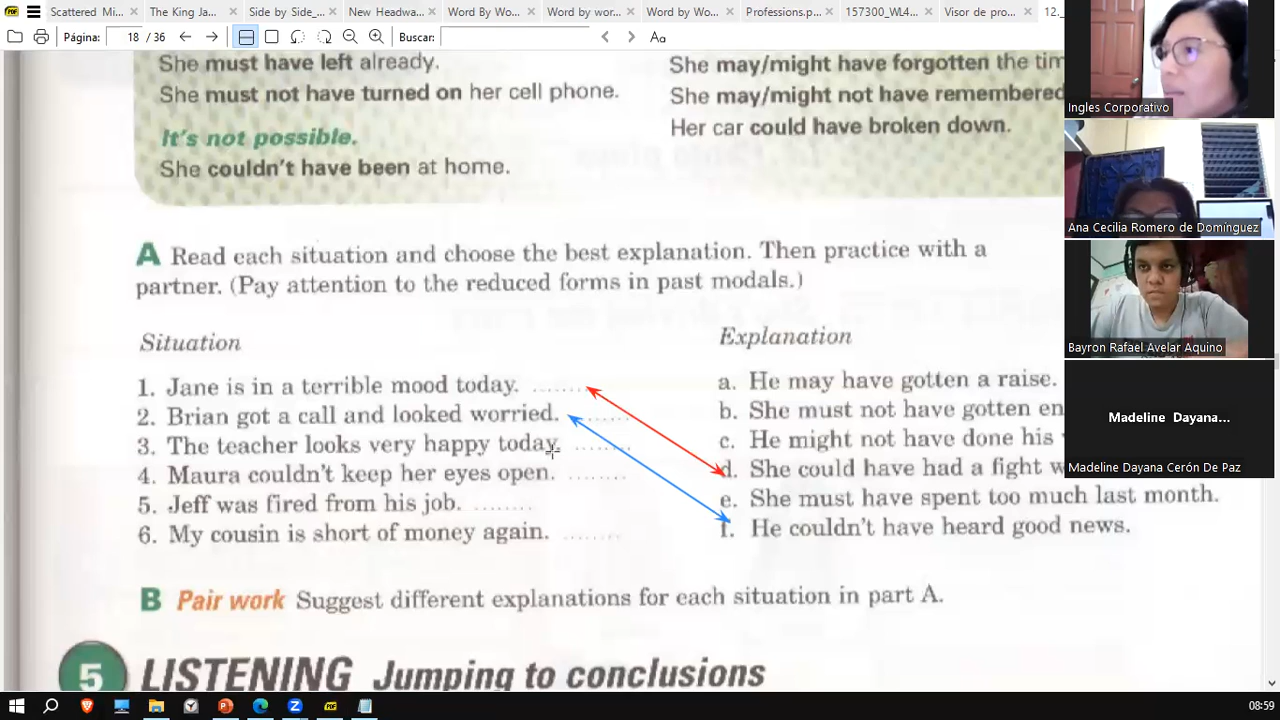 Scattered Mi...
The King Ja...
Side by Side_...
New Headwa...
Word By Wo...
Word by wor...
Word by Wo...
Professions.p...
157300_WL4...
Visor de pro...
12._
Página: 18 / 36
Buscar:
Aa
She must have left already.
She must not have turned on her cell phone.
It's not possible.
She couldn't have been at home.
She may/might have forgotten the tim
She may/might not have remembered
Her car could have broken down.
A Read each situation and choose the best explanation. Then practice with a
partner. (Pay attention to the reduced forms in past modals.)
Situation
1. Jane is in a terrible mood today. ........
2. Brian got a call and looked worried. ........
3. The teacher looks very happy today. ........
4. Maura couldn't keep her eyes open. ........
5. Jeff was fired from his job. ........
6. My cousin is short of money again. ........
Explanation
a. He may have gotten a raise.
b. She must not have gotten en
c. He might not have done his
d. She could have had a fight w
e. She must have spent too much last month.
f. He couldn't have heard good news.
B Pair work Suggest different explanations for each situation in part A.
5 LISTENING Jumping to conclusions
Ingles Corporativo
Ana Cecilia Romero de Domínguez
Bayron Rafael Avelar Aquino
Madeline Dayana...
Madeline Dayana Cerón De Paz
08:59